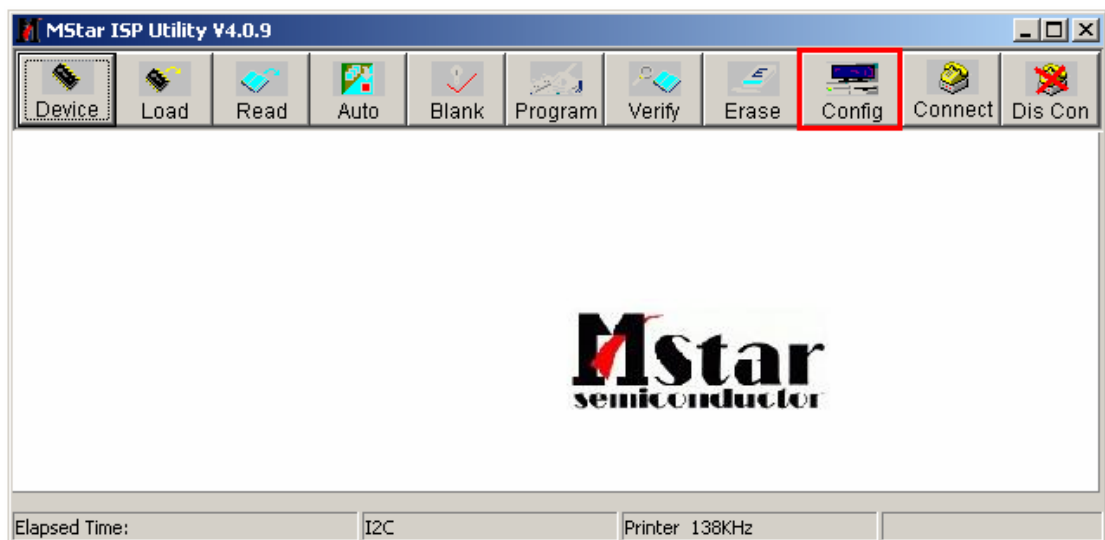 MStar ISP Utility V4.0.9
Device Load Read Auto Blank Program Verify Erase Config Connect Dis Con
Mstar
semiconductor
Elapsed Time: I2C Printer 138KHz